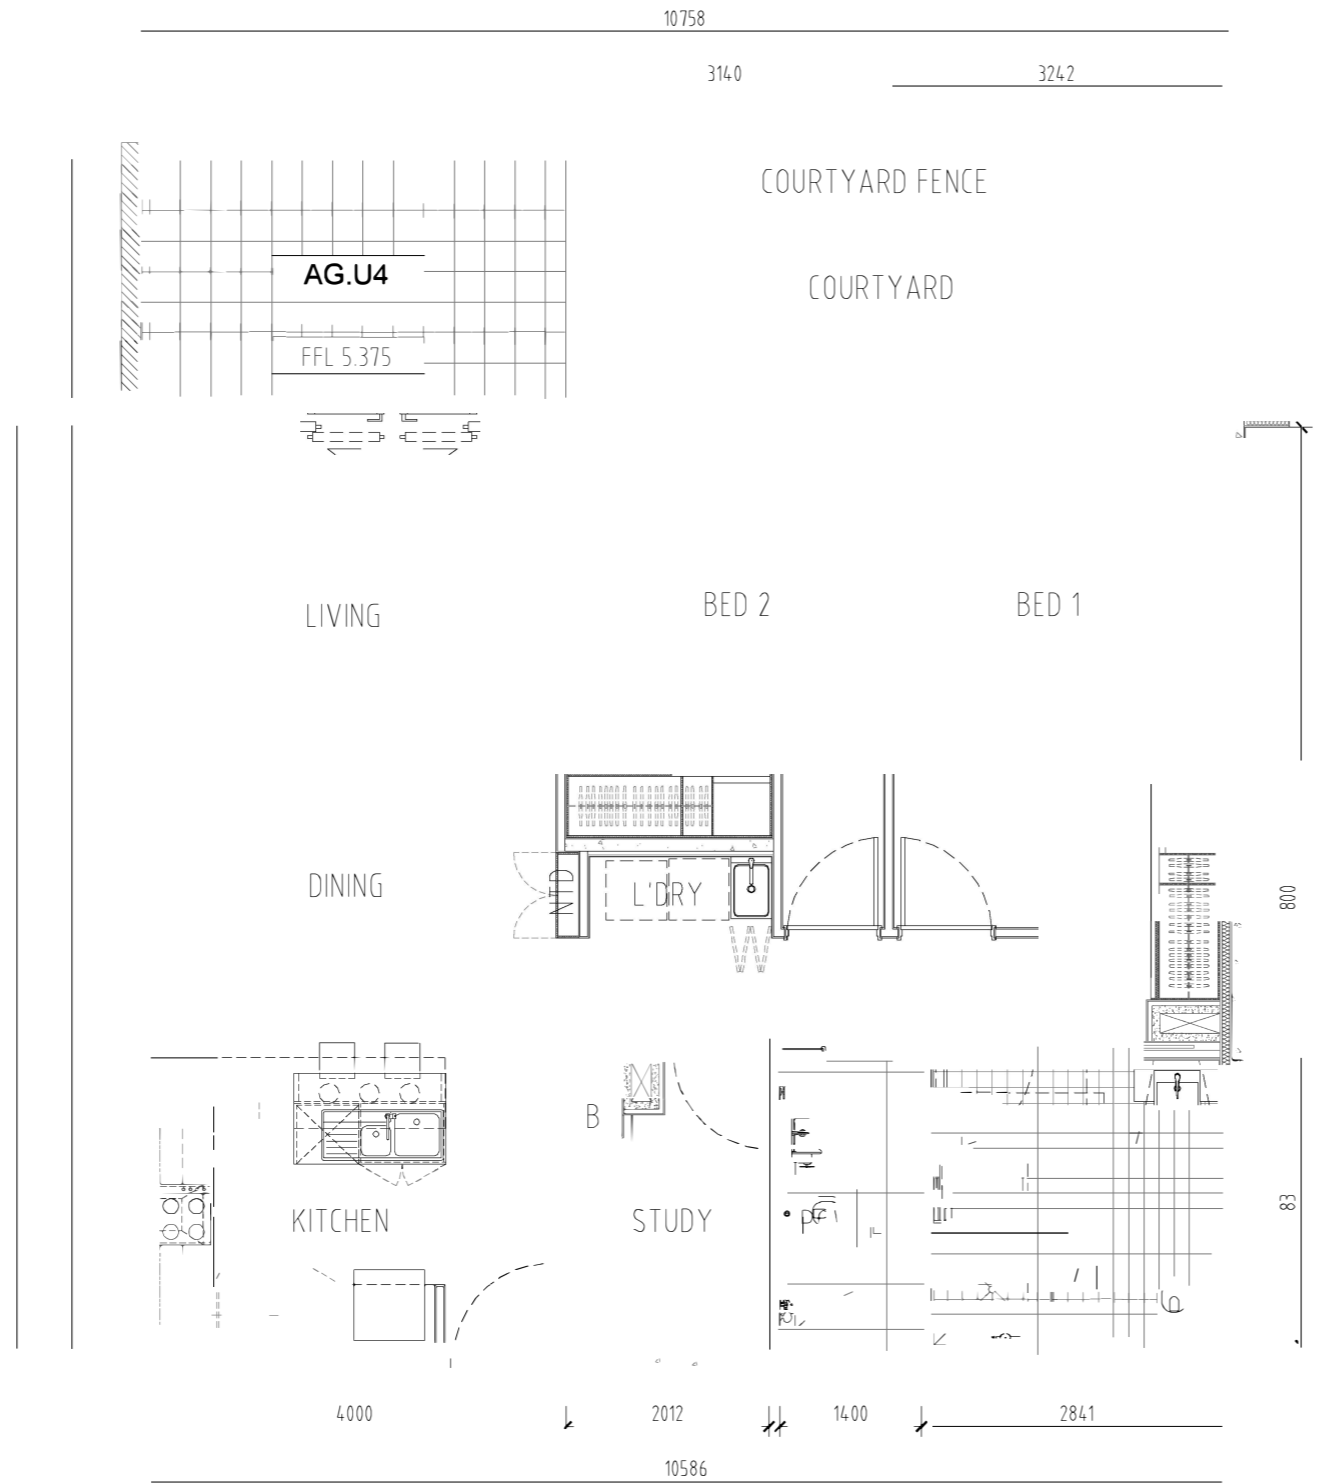 10758
3140
3242
COURTYARD FENCE
AG.U4
COURTYARD
FFL 5.375
LIVING
BED 2
BED 1
DINING
NTD
L'DRY
800
B
KITCHEN
STUDY
83
4000
2012
1400
2841
10586